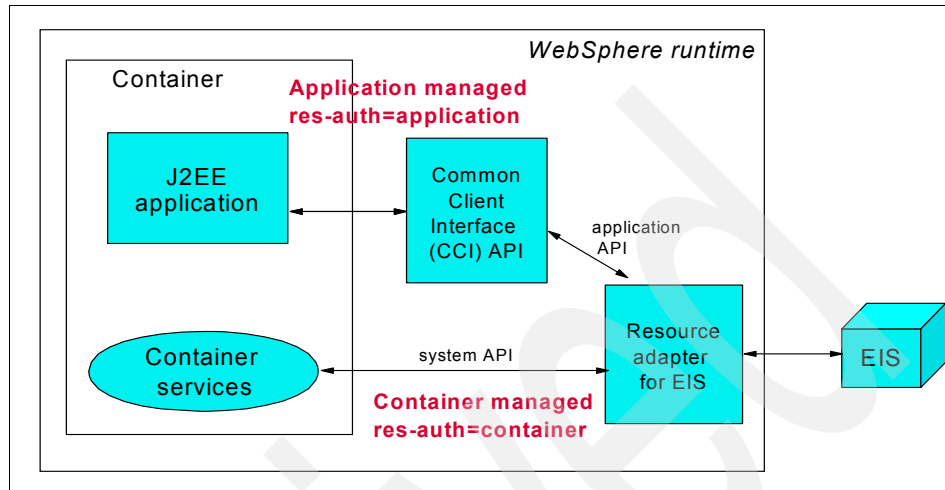 WebSphere runtime
Container
Application managed
res-auth=application
J2EE
application
Common
Client
Interface
(CCI) API
application
API
Resource
adapter
for EIS
EIS
Container
services
system API
Container managed
res-auth=container